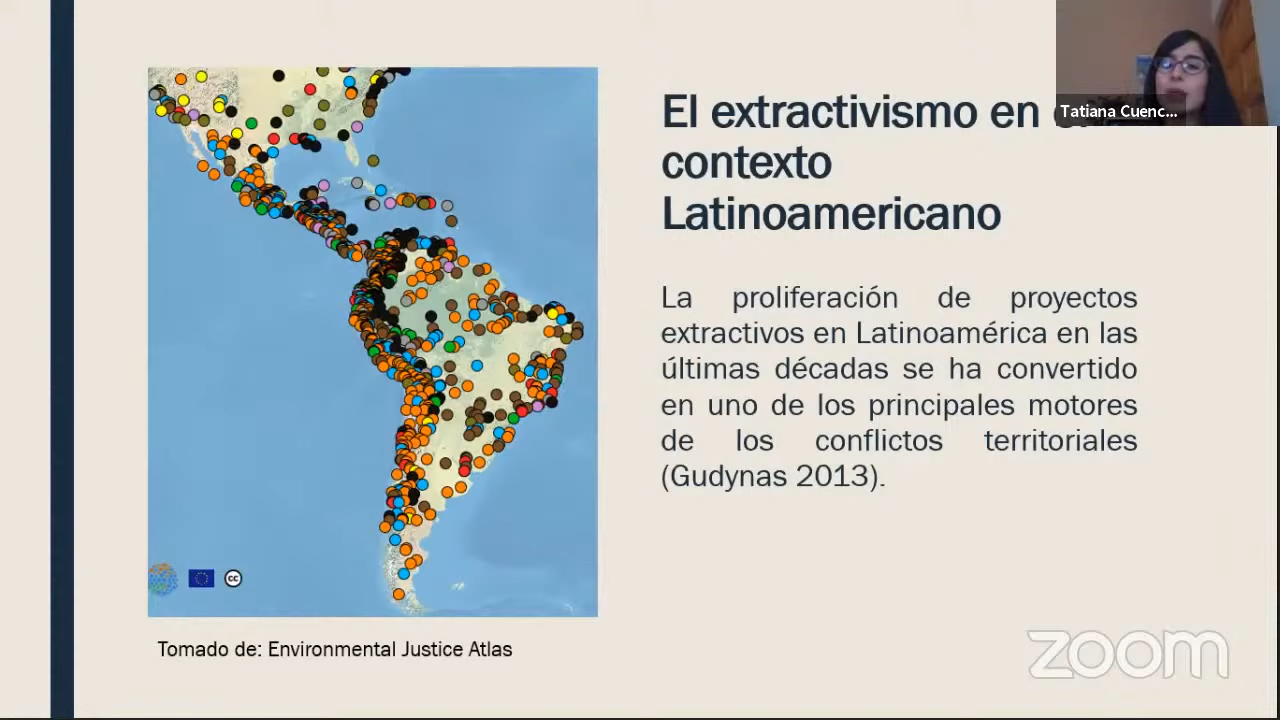 El extractivismo en
contexto
Latinoamericano
Tatiana Cuenc...
La proliferación de proyectos
extractivos en Latinoamérica en las
últimas décadas se ha convertido
en uno de los principales motores
de los conflictos territoriales
(Gudynas 2013).
cc
Tomado de: Environmental Justice Atlas
zoom